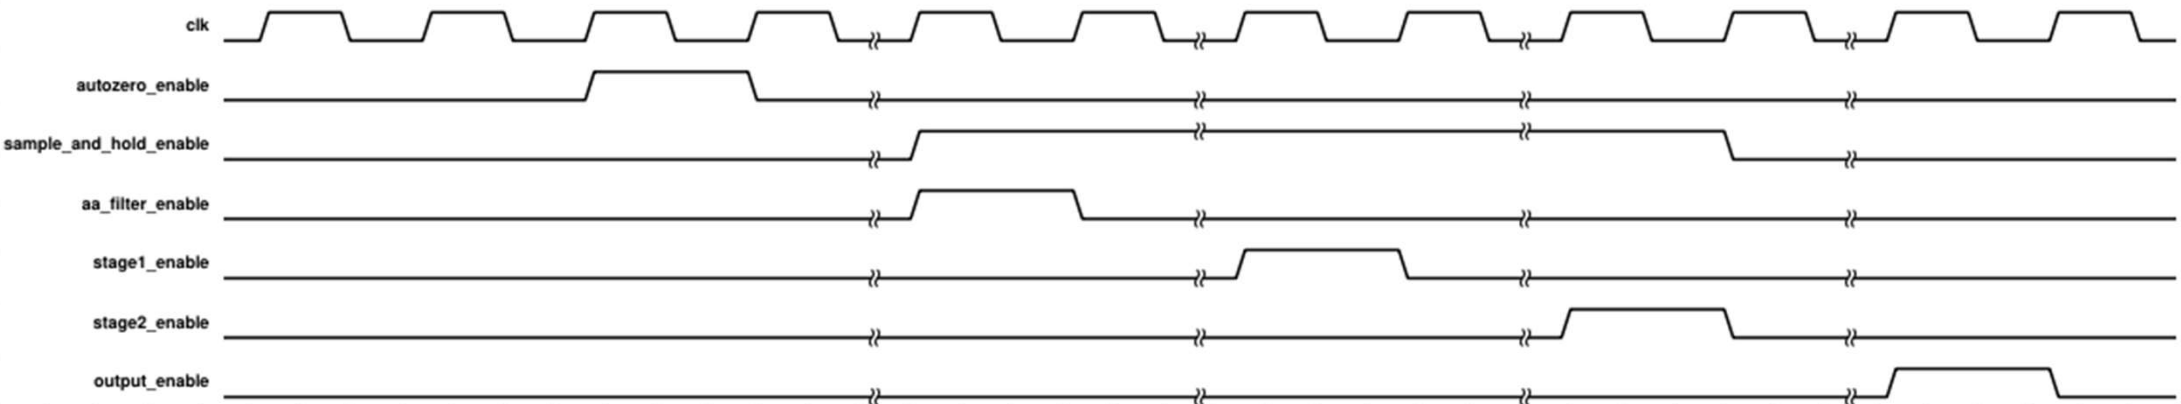 clk
autozero_enable
sample_and_hold_enable
aa_filter_enable
stage1_enable
stage2_enable
output_enable